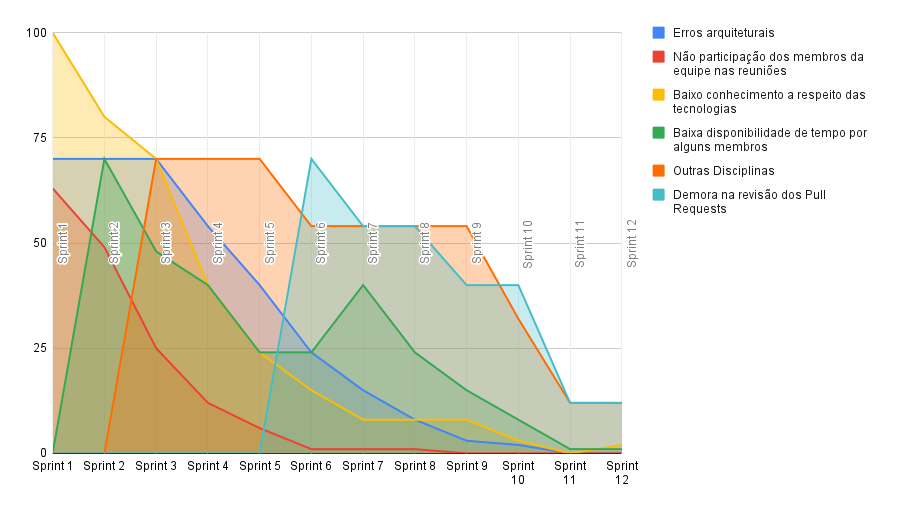 100
75
50
25
0
Sprint 1
Sprint 2
Sprint 3
Sprint 4
Sprint 5
Sprint 6
Sprint 7
Sprint 8
Sprint 9
Sprint 10
Sprint 11
Sprint 12
Sprint 1
Sprint 2
Sprint 3
Sprint 4
Sprint 5
Sprint 6
Sprint 7
Sprint 8
Sprint 9
Sprint
10
Sprint
11
Sprint
12
Erros arquiteturais
Não participação dos membros da
equipe nas reuniões
Baixo conhecimento a respeito das
tecnologias
Baixa disponibilidade de tempo por
alguns membros
Outras Disciplinas
Demora na revisão dos Pull
Requests